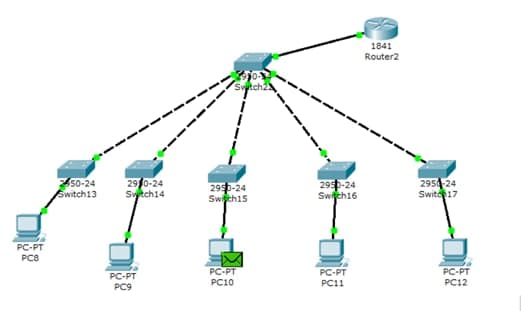 1841
Router2
2950-24
Switch22
2950-24
Switch13
2950-24
Switch14
2950-24
Switch15
2950-24
Switch16
2950-24
Switch17
PC-PT
PC8
PC-PT
PC9
PC-PT
PC10
PC-PT
PC11
PC-PT
PC12